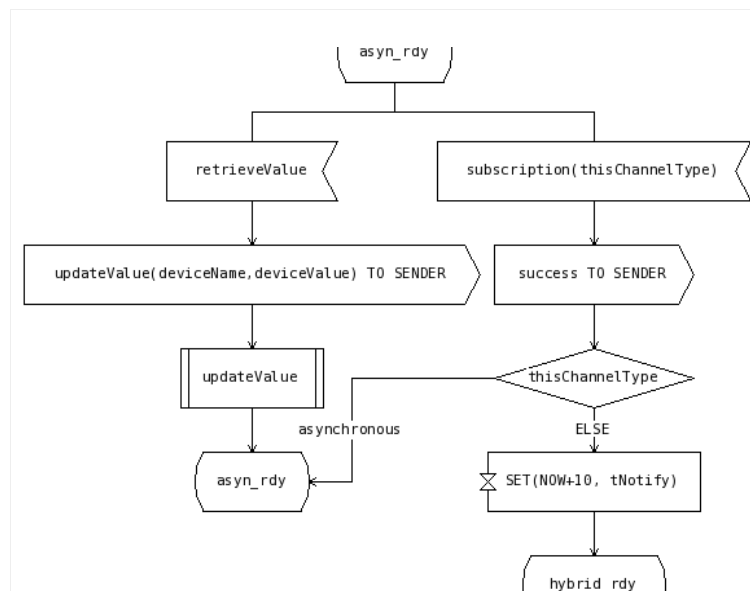 asyn_rdy
retrieveValue
subscription(thisChannelType)
updateValue(deviceName,deviceValue) TO SENDER
success TO SENDER
updateValue
thisChannelType
asynchronous
ELSE
asyn_rdy
SET(NOW+10, tNotify)
hybrid_rdy